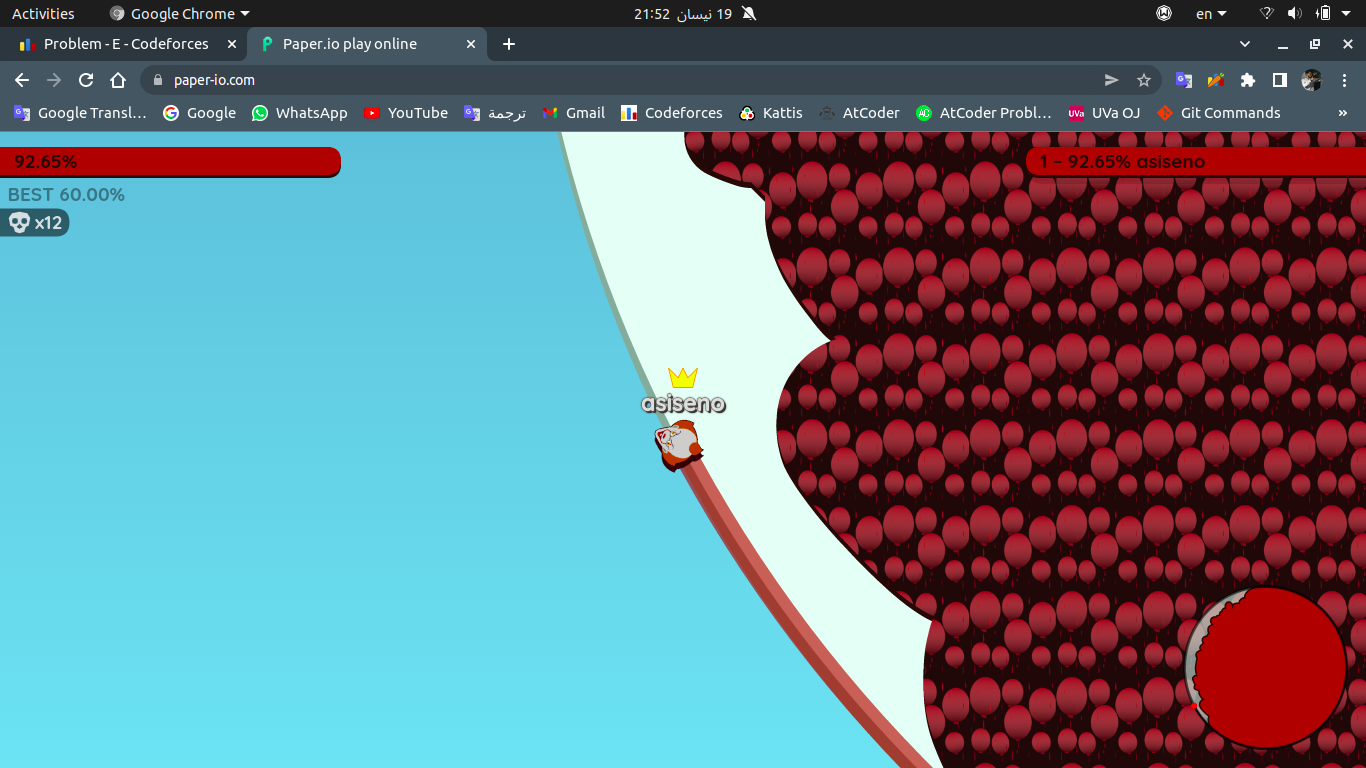 Activities Google Chrome 19 نيسان 21:52 en
Problem - E - Codeforces Paper.io play online
paper-io.com
Google Transl... Google WhatsApp YouTube ترجمة Gmail Codeforces Kattis AtCoder AtCoder Probl... UVa OJ Git Commands »
92.65% 1 - 92.65% asiseno
BEST 60.00%
x12
asiseno